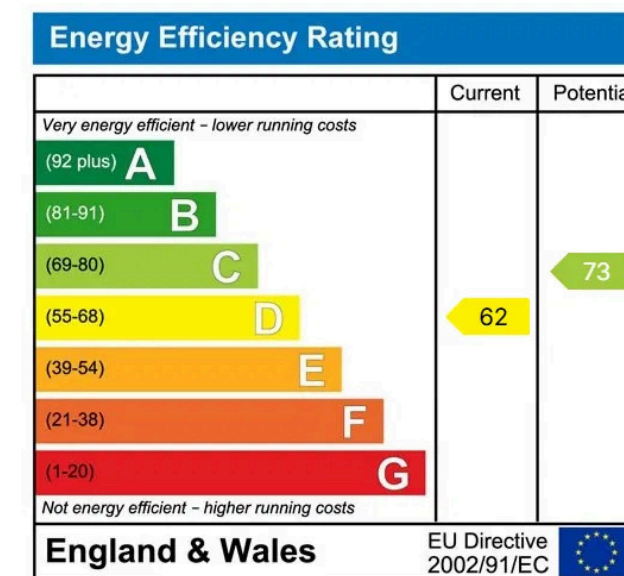 Energy Efficiency Rating
Current Potentia
Very energy efficient – lower running costs
(92 plus) A
(81-91) B
(69-80) C
73
(55-68) D
62
(39-54) E
(21-38) F
(1-20) G
Not energy efficient – higher running costs
England & Wales
EU Directive
2002/91/EC